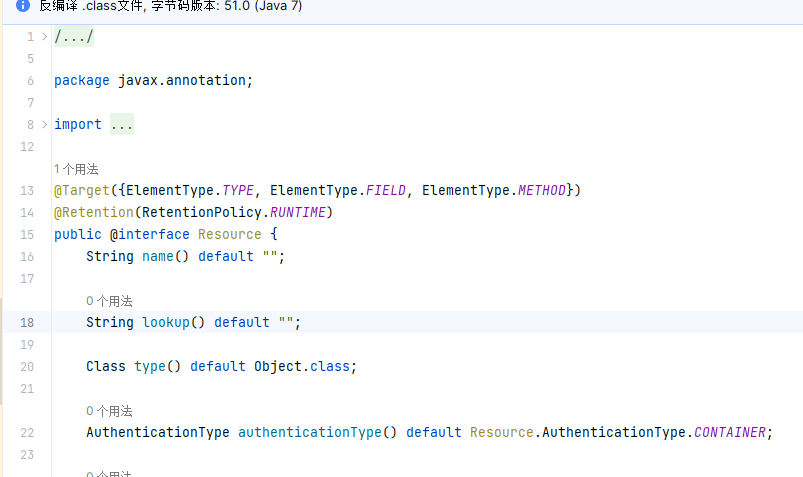 反编译 .class文件, 字节码版本: 51.0 (Java 7)
1 /.../
5
6 package javax.annotation;
7
8 import ...
12
1 个用法
13 @Target({ElementType.TYPE, ElementType.FIELD, ElementType.METHOD})
14 @Retention(RetentionPolicy.RUNTIME)
15 public @interface Resource {
16 String name() default "";
17
0 个用法
18 String lookup() default "";
19
20 Class type() default Object.class;
21
0 个用法
22 AuthenticationType authenticationType() default Resource.AuthenticationType.CONTAINER;
23
0 个用法